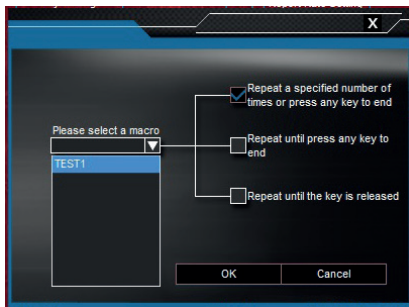 X
Repeat a specified number of
times or press any key to end
Please select a macro
Repeat until press any key to
end
TEST1
Repeat until the key is released
OK
Cancel